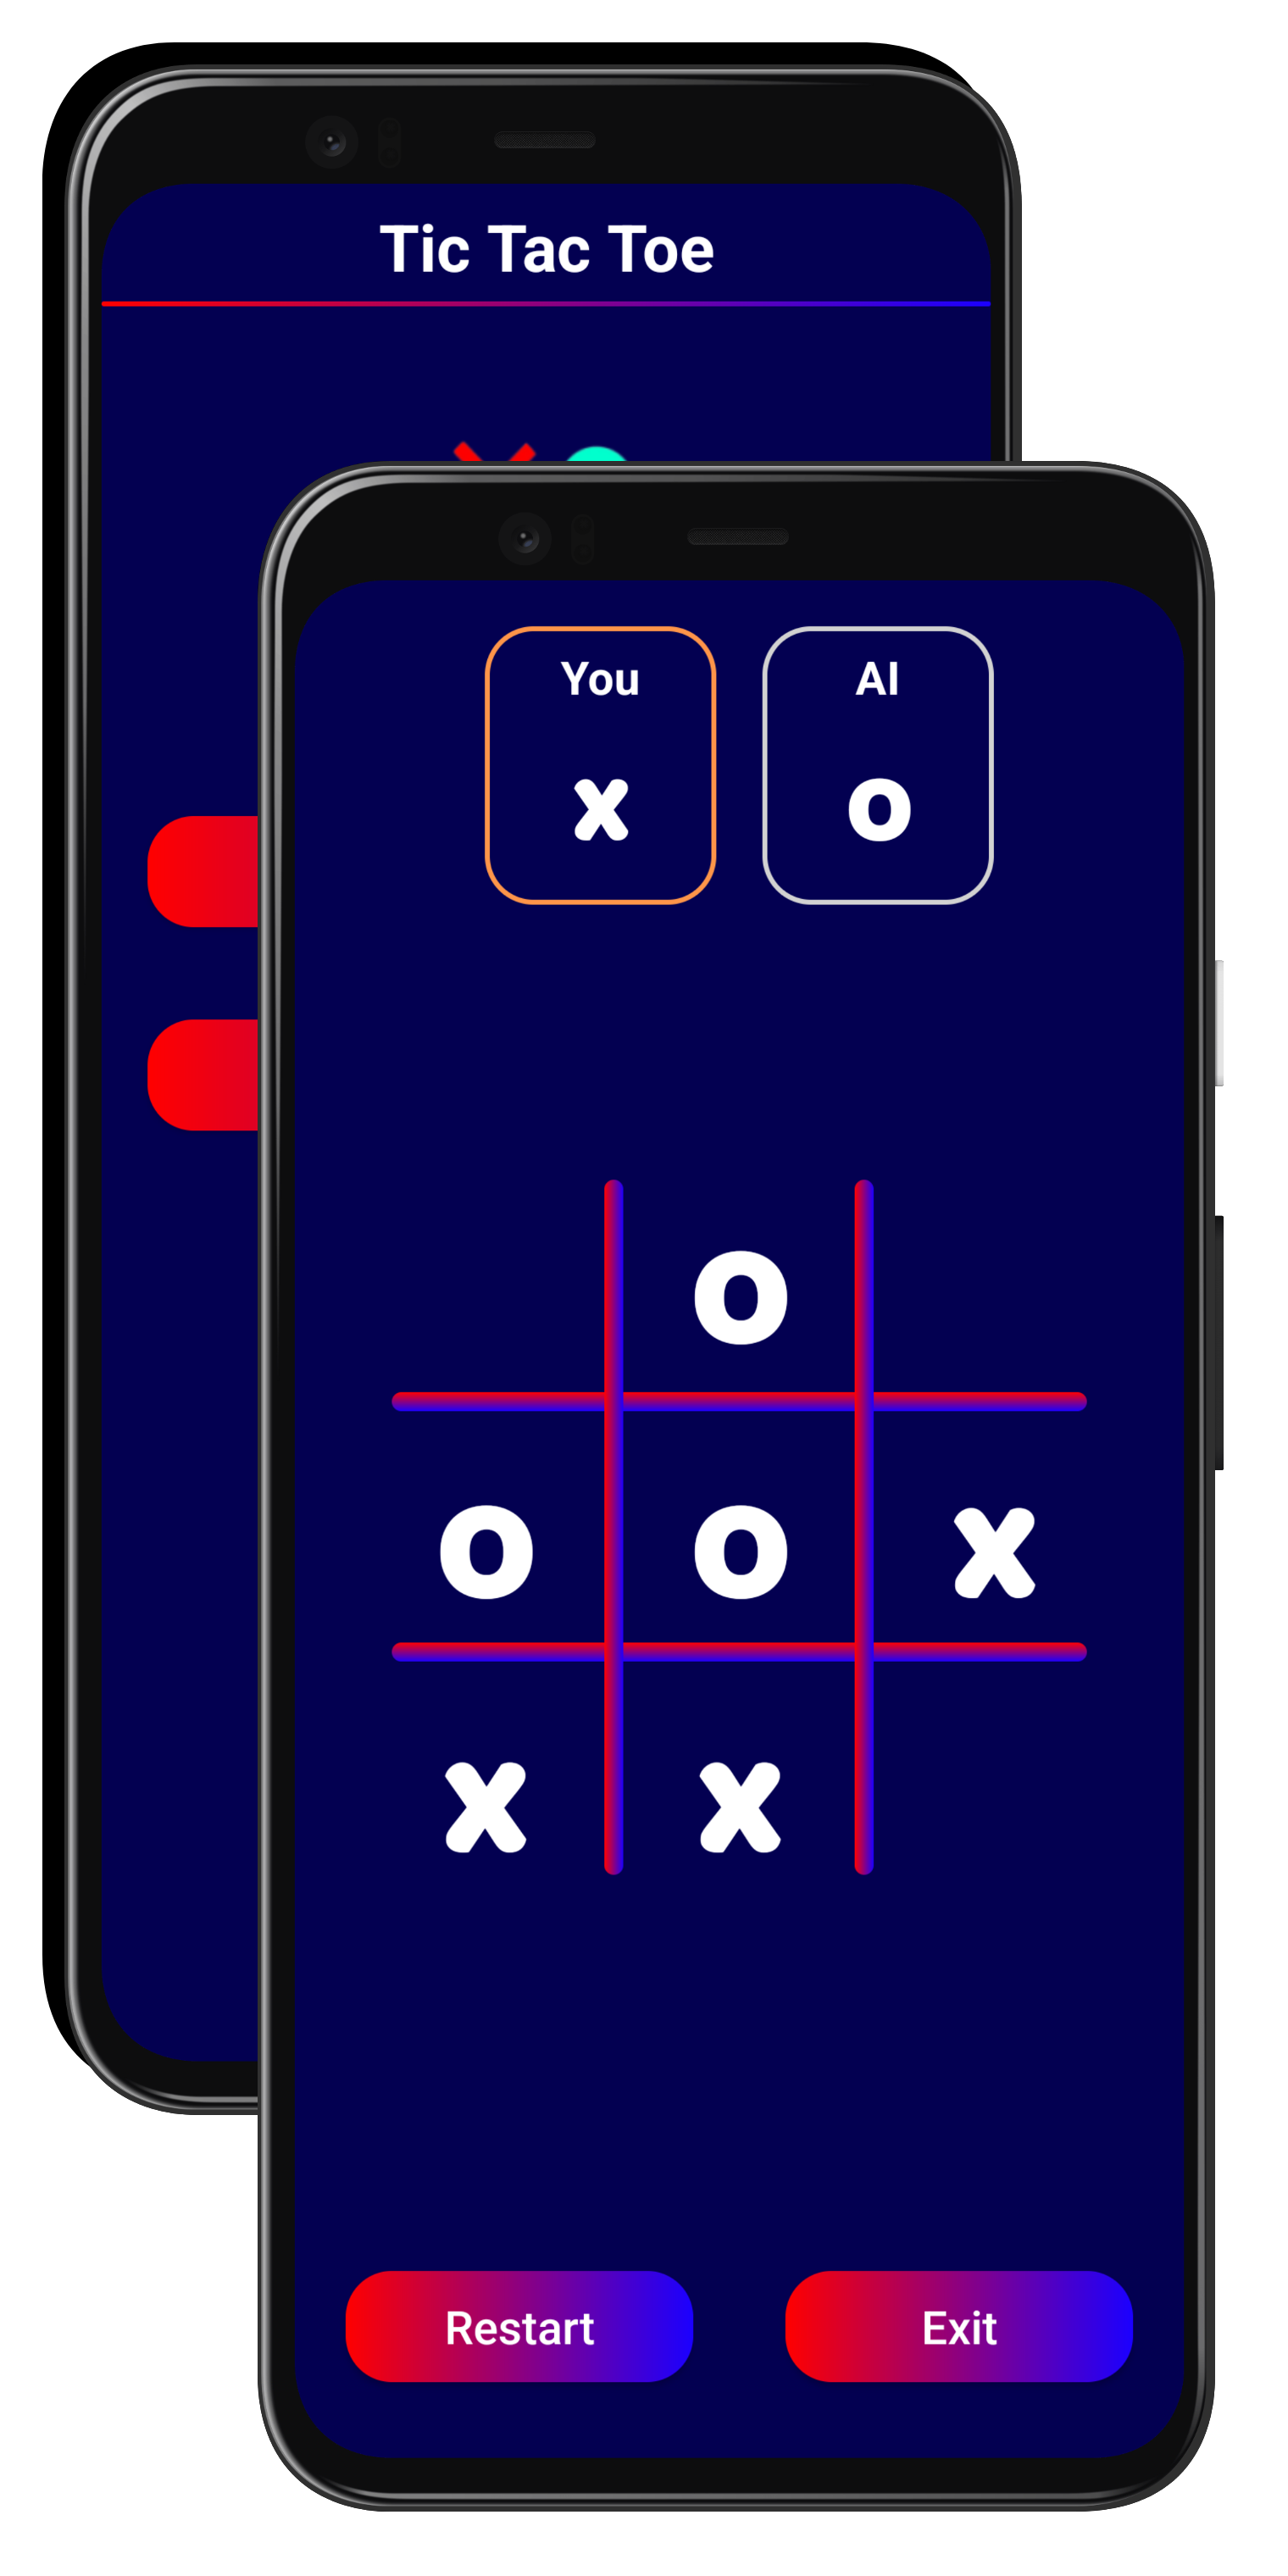 Tic Tac Toe
You AI
x o
o
o o x
x x
Restart Exit